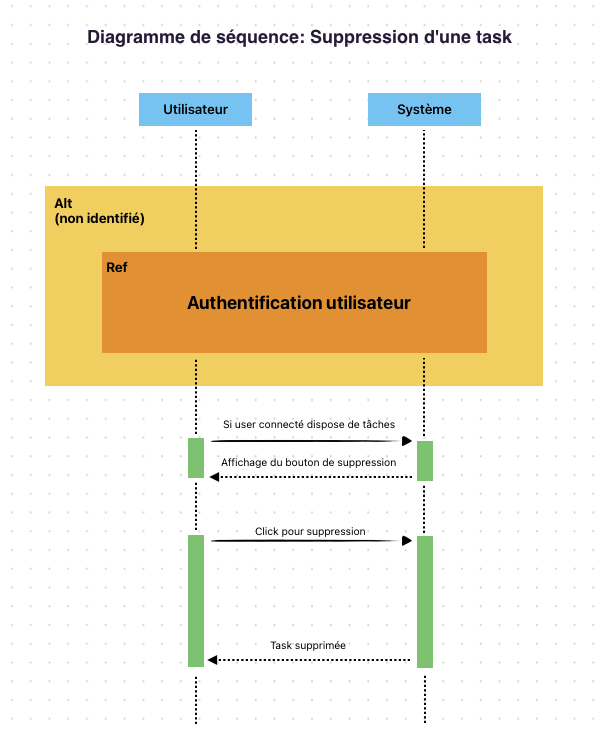 Diagramme de séquence: Suppression d'une task
Utilisateur
Système
Alt
(non identifié)
Ref
Authentification utilisateur
Si user connecté dispose de tâches
Affichage du bouton de suppression
Click pour suppression
Task supprimée